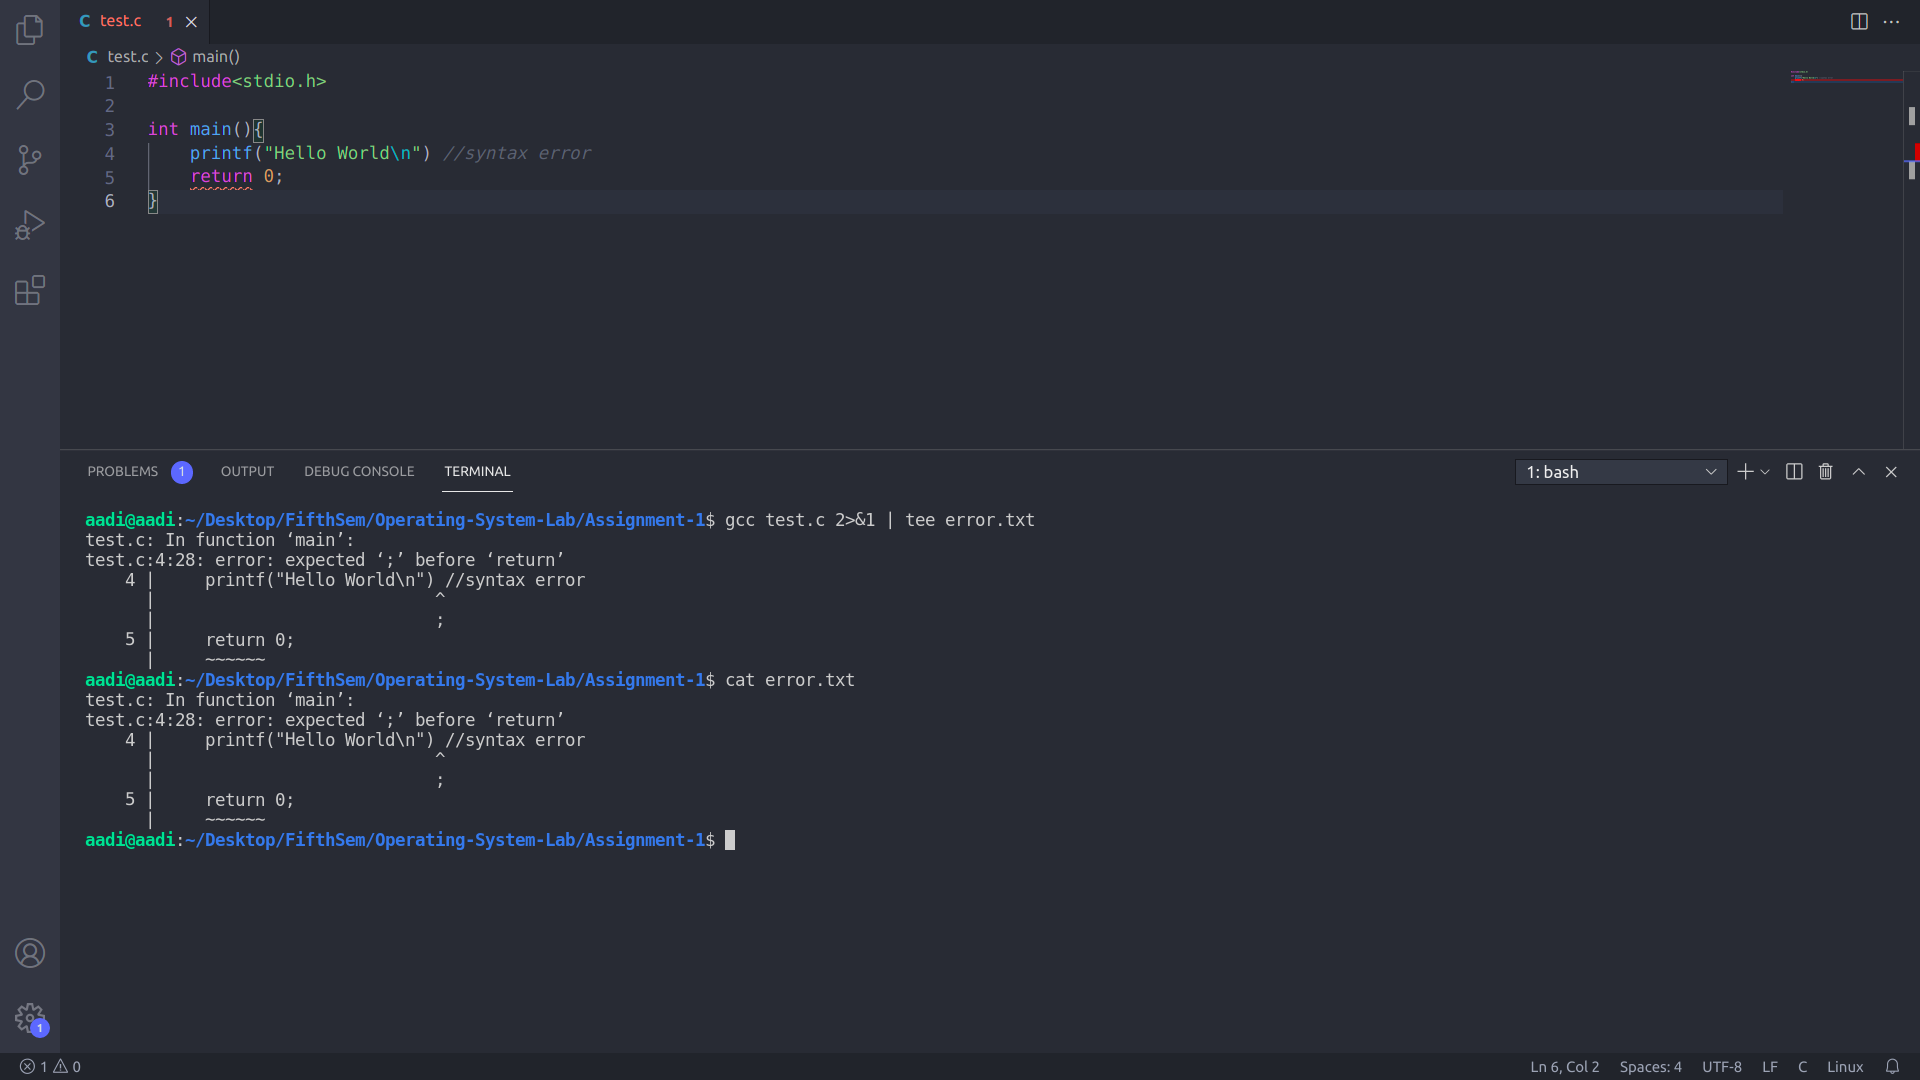 C test.c 1
C test.c > main()
1 #include<stdio.h>
2
3 int main(){
4     printf("Hello World\n") //syntax error
5     return 0;
6 }
PROBLEMS 1 OUTPUT DEBUG CONSOLE TERMINAL 1: bash
aadi@aadi:~/Desktop/FifthSem/Operating-System-Lab/Assignment-1$ gcc test.c 2>&1 | tee error.txt
test.c: In function ‘main’:
test.c:4:28: error: expected ‘;’ before ‘return’
    4 |     printf("Hello World\n") //syntax error
      |                            ^
      |                            ;
    5 |     return 0;
      |     ~~~~~~
aadi@aadi:~/Desktop/FifthSem/Operating-System-Lab/Assignment-1$ cat error.txt
test.c: In function ‘main’:
test.c:4:28: error: expected ‘;’ before ‘return’
    4 |     printf("Hello World\n") //syntax error
      |                            ^
      |                            ;
    5 |     return 0;
      |     ~~~~~~
aadi@aadi:~/Desktop/FifthSem/Operating-System-Lab/Assignment-1$
1
1 0 Ln 6, Col 2 Spaces: 4 UTF-8 LF C Linux